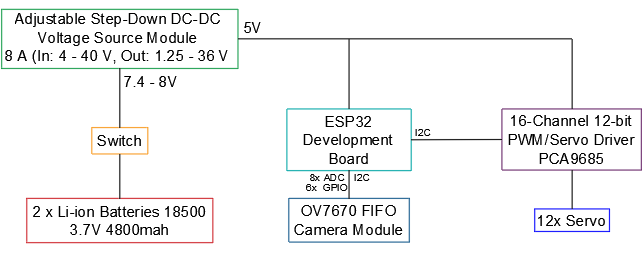 Adjustable Step-Down DC-DC
Voltage Source Module
8 A (In: 4 - 40 V, Out: 1.25 - 36 V
5V
7.4 - 8V
Switch
2 x Li-ion Batteries 18500
3.7V 4800mah
ESP32
Development
Board
I2C
16-Channel 12-bit
PWM/Servo Driver
PCA9685
8x ADC I2C
6x GPIO
OV7670 FIFO
Camera Module
12x Servo